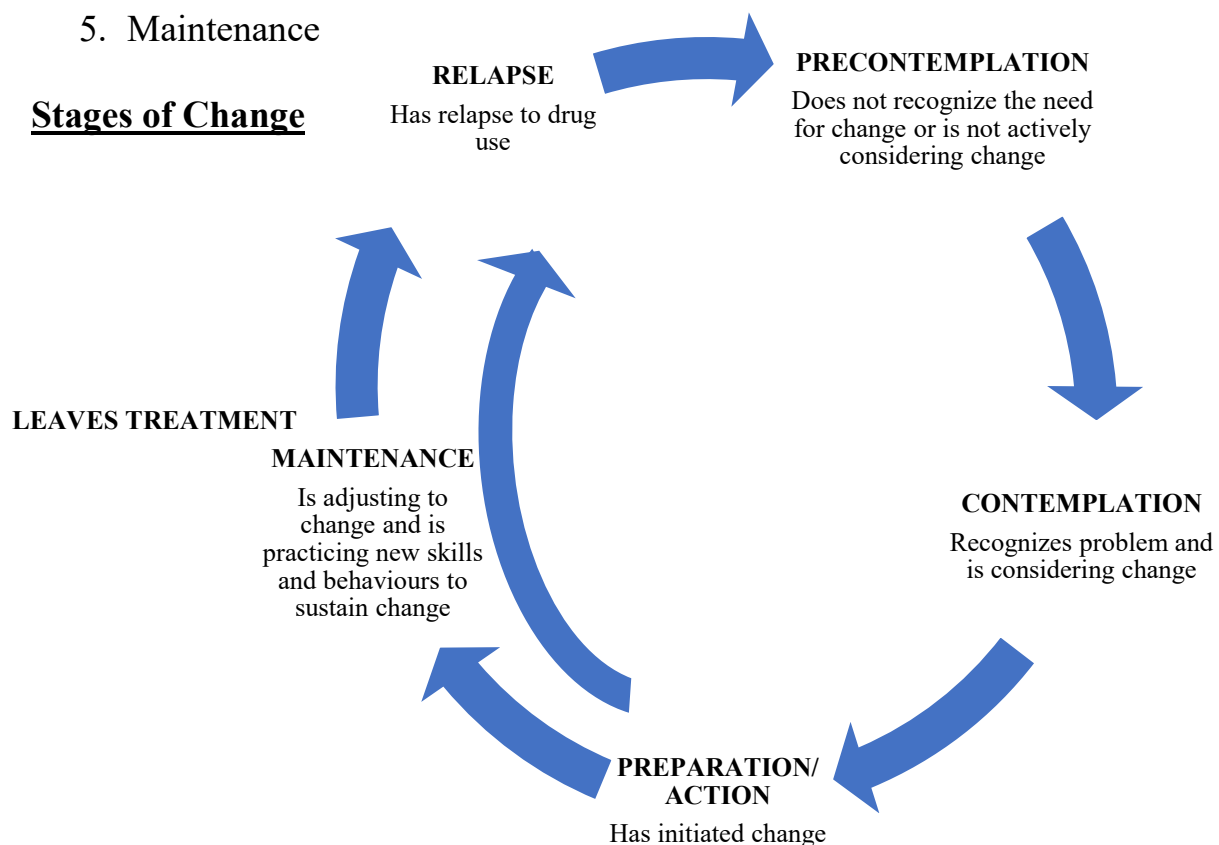 5. Maintenance
Stages of Change
RELAPSE
Has relapse to drug
use
PRECONTEMPLATION
Does not recognize the need
for change or is not actively
considering change
CONTEMPLATION
Recognizes problem and
is considering change
PREPARATION/
ACTION
Has initiated change
LEAVES TREATMENT
MAINTENANCE
Is adjusting to
change and is
practicing new skills
and behaviours to
sustain change